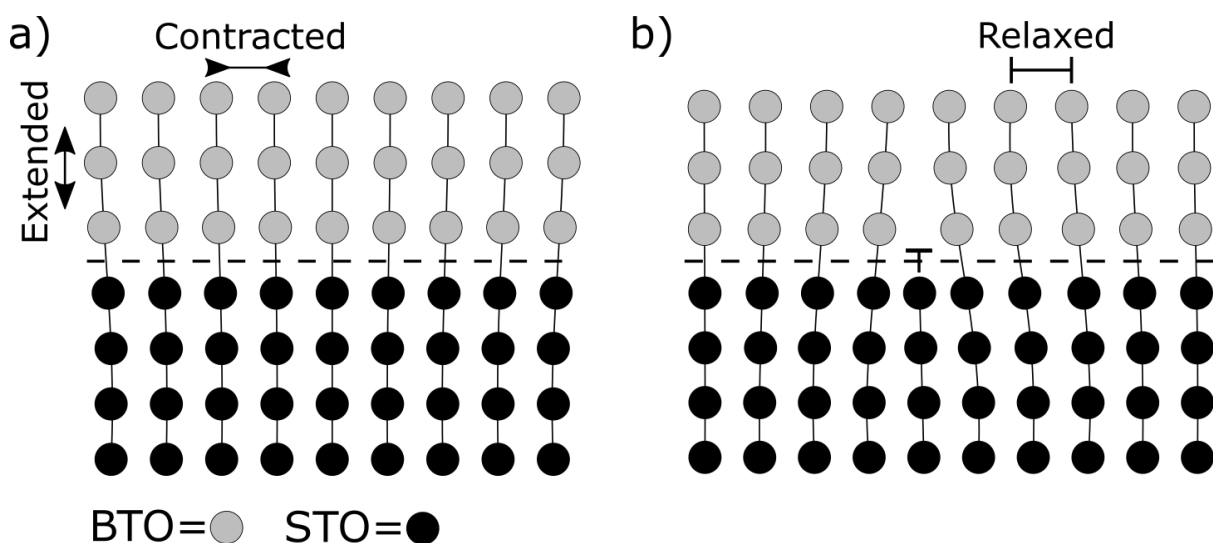 a)
Contracted
Extended
b)
Relaxed
BTO=
STO=